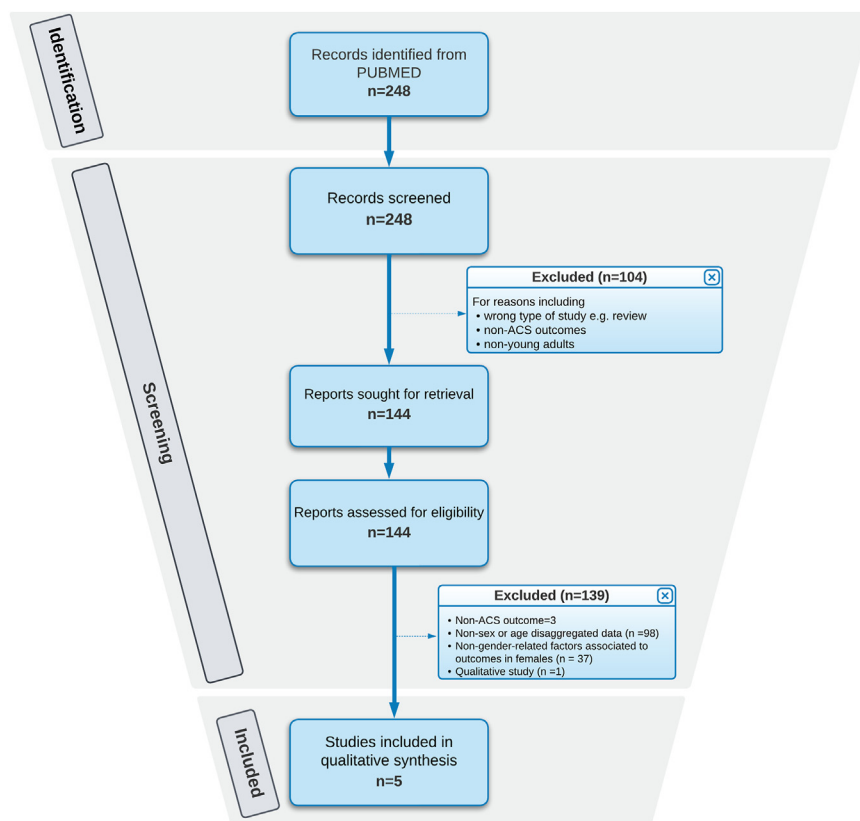 Identification
Records identified from
PUBMED
n=248
Records screened
n=248
Excluded (n=104)
For reasons including
• wrong type of study e.g. review
• non-ACS outcomes
• non-young adults
Screening
Reports sought for retrieval
n=144
Reports assessed for eligibility
n=144
Excluded (n=139)
• Non-ACS outcome=3
• Non-sex or age disaggregated data (n =98)
• Non-gender-related factors associated to
outcomes in females (n = 37)
• Qualitative study (n =1)
Included
Studies included in
qualitative synthesis
n=5